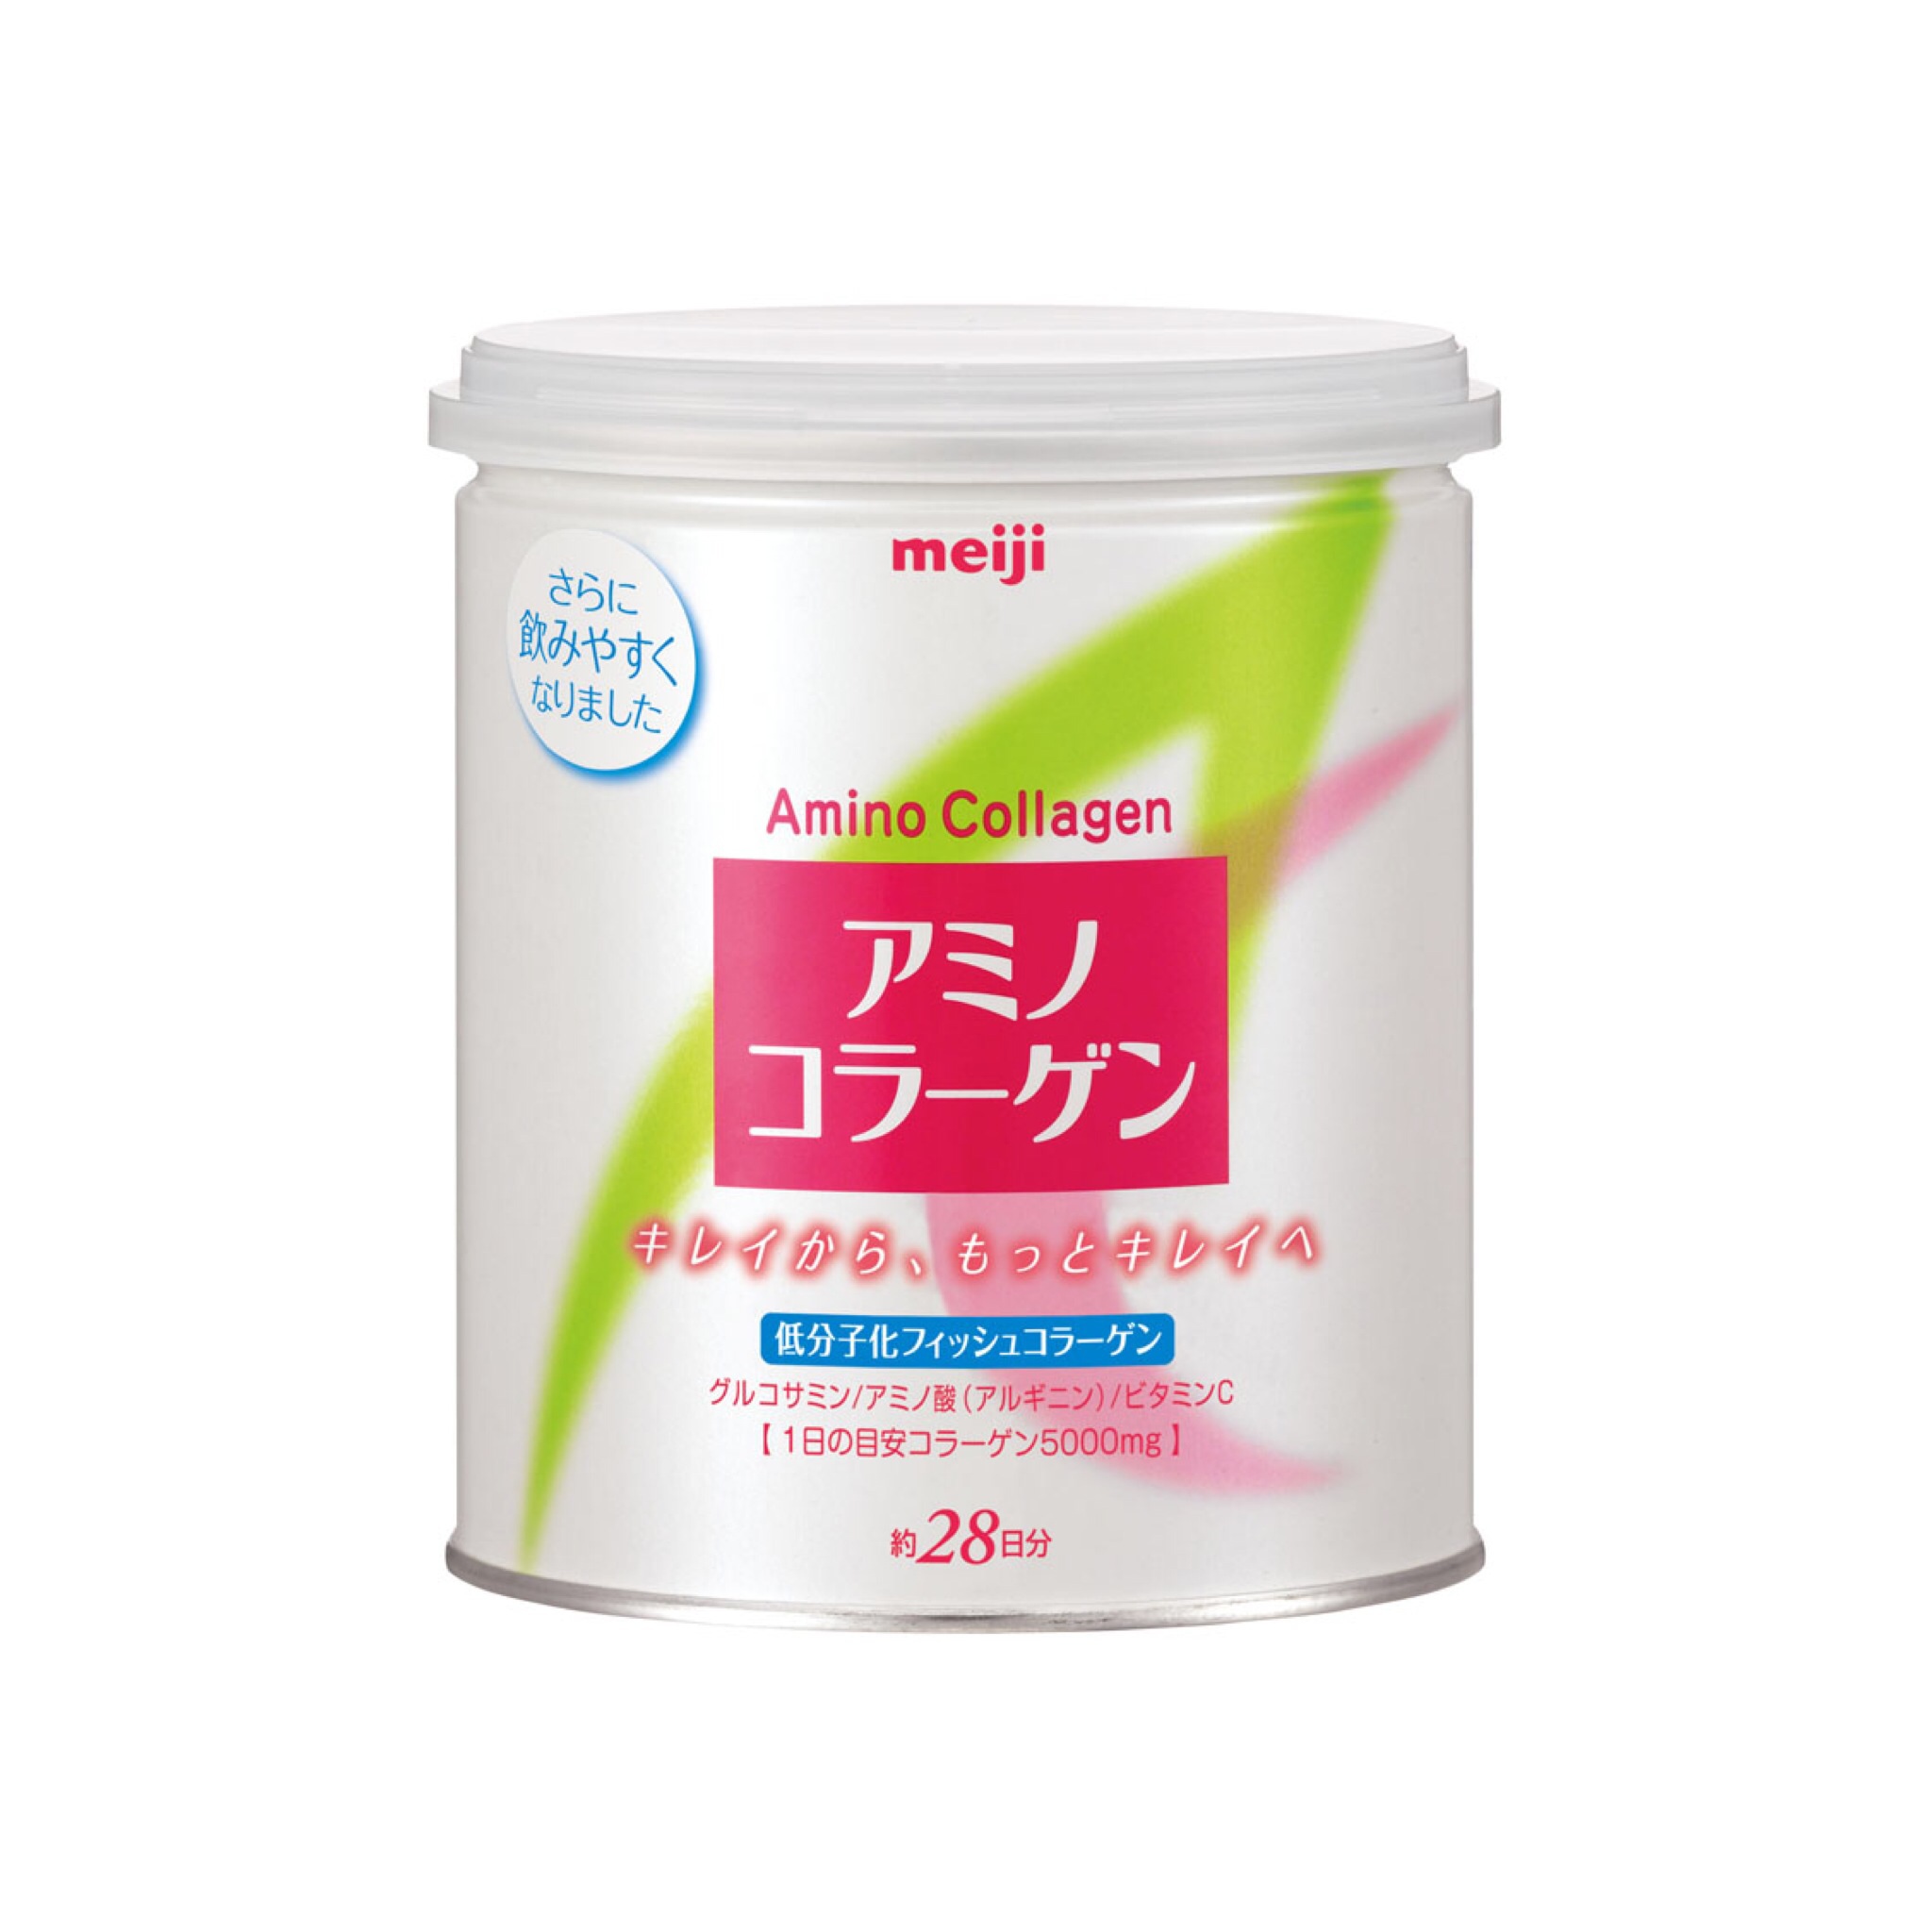 meiji
さらに
飲みやすく
なりました
Amino Collagen
アミノ
コラーゲン
キレイから、もっとキレイへ
低分子化フィッシュコラーゲン
グルコサミン/アミノ酸(アルギニン)/ビタミンC
【1日の目安コラーゲン5000mg】
約28日分